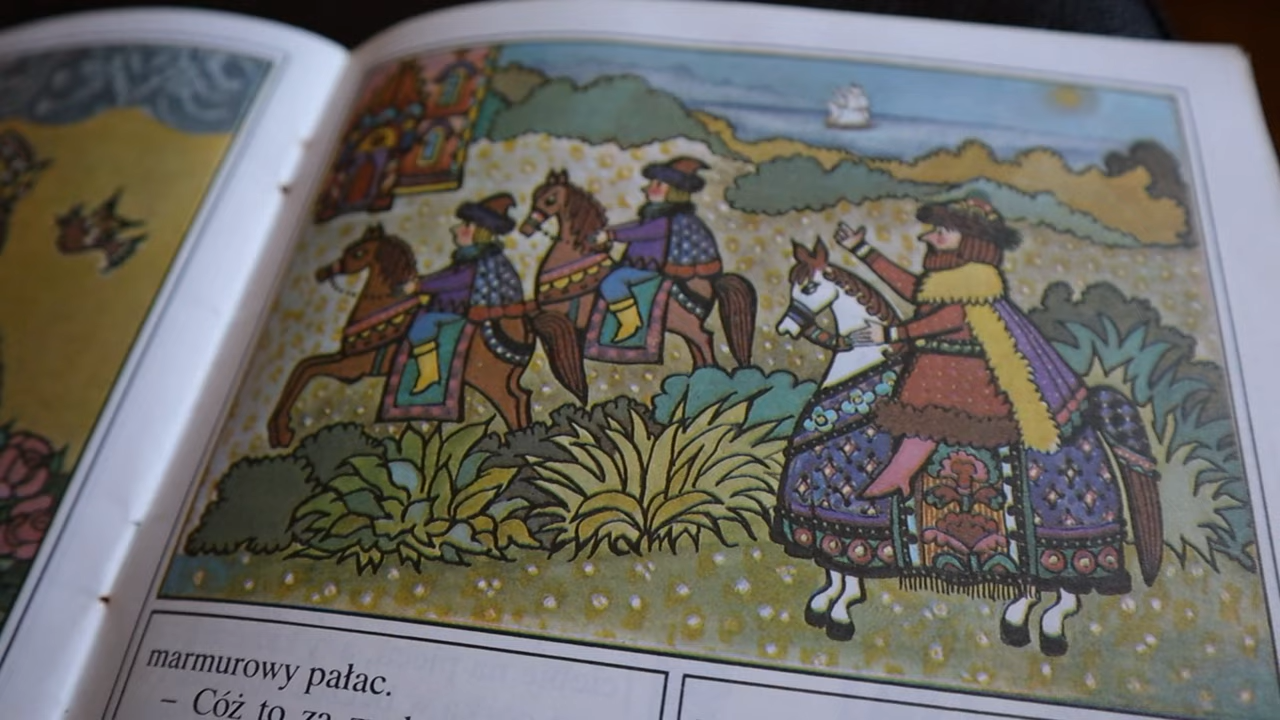 marmurowy pałac.
– Cóż to za